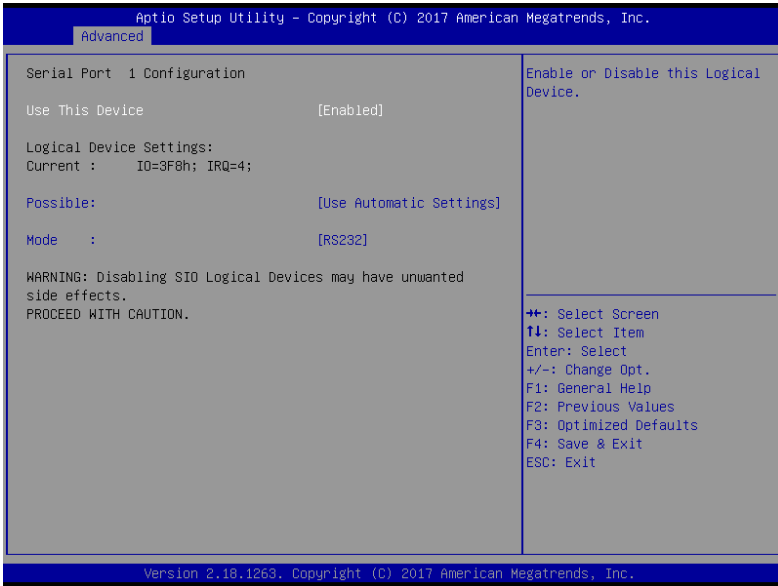 Aptio Setup Utility – Copyright (C) 2017 American Megatrends, Inc.
Advanced
Serial Port 1 Configuration
Use This Device [Enabled]
Logical Device Settings:
Current : IO=3F8h; IRQ=4;
Possible: [Use Automatic Settings]
Mode : [RS232]
WARNING: Disabling SIO Logical Devices may have unwanted
side effects.
PROCEED WITH CAUTION.
Enable or Disable this Logical
Device.
→←: Select Screen
↑↓: Select Item
Enter: Select
+/-: Change Opt.
F1: General Help
F2: Previous Values
F3: Optimized Defaults
F4: Save & Exit
ESC: Exit
Version 2.18.1263. Copyright (C) 2017 American Megatrends, Inc.